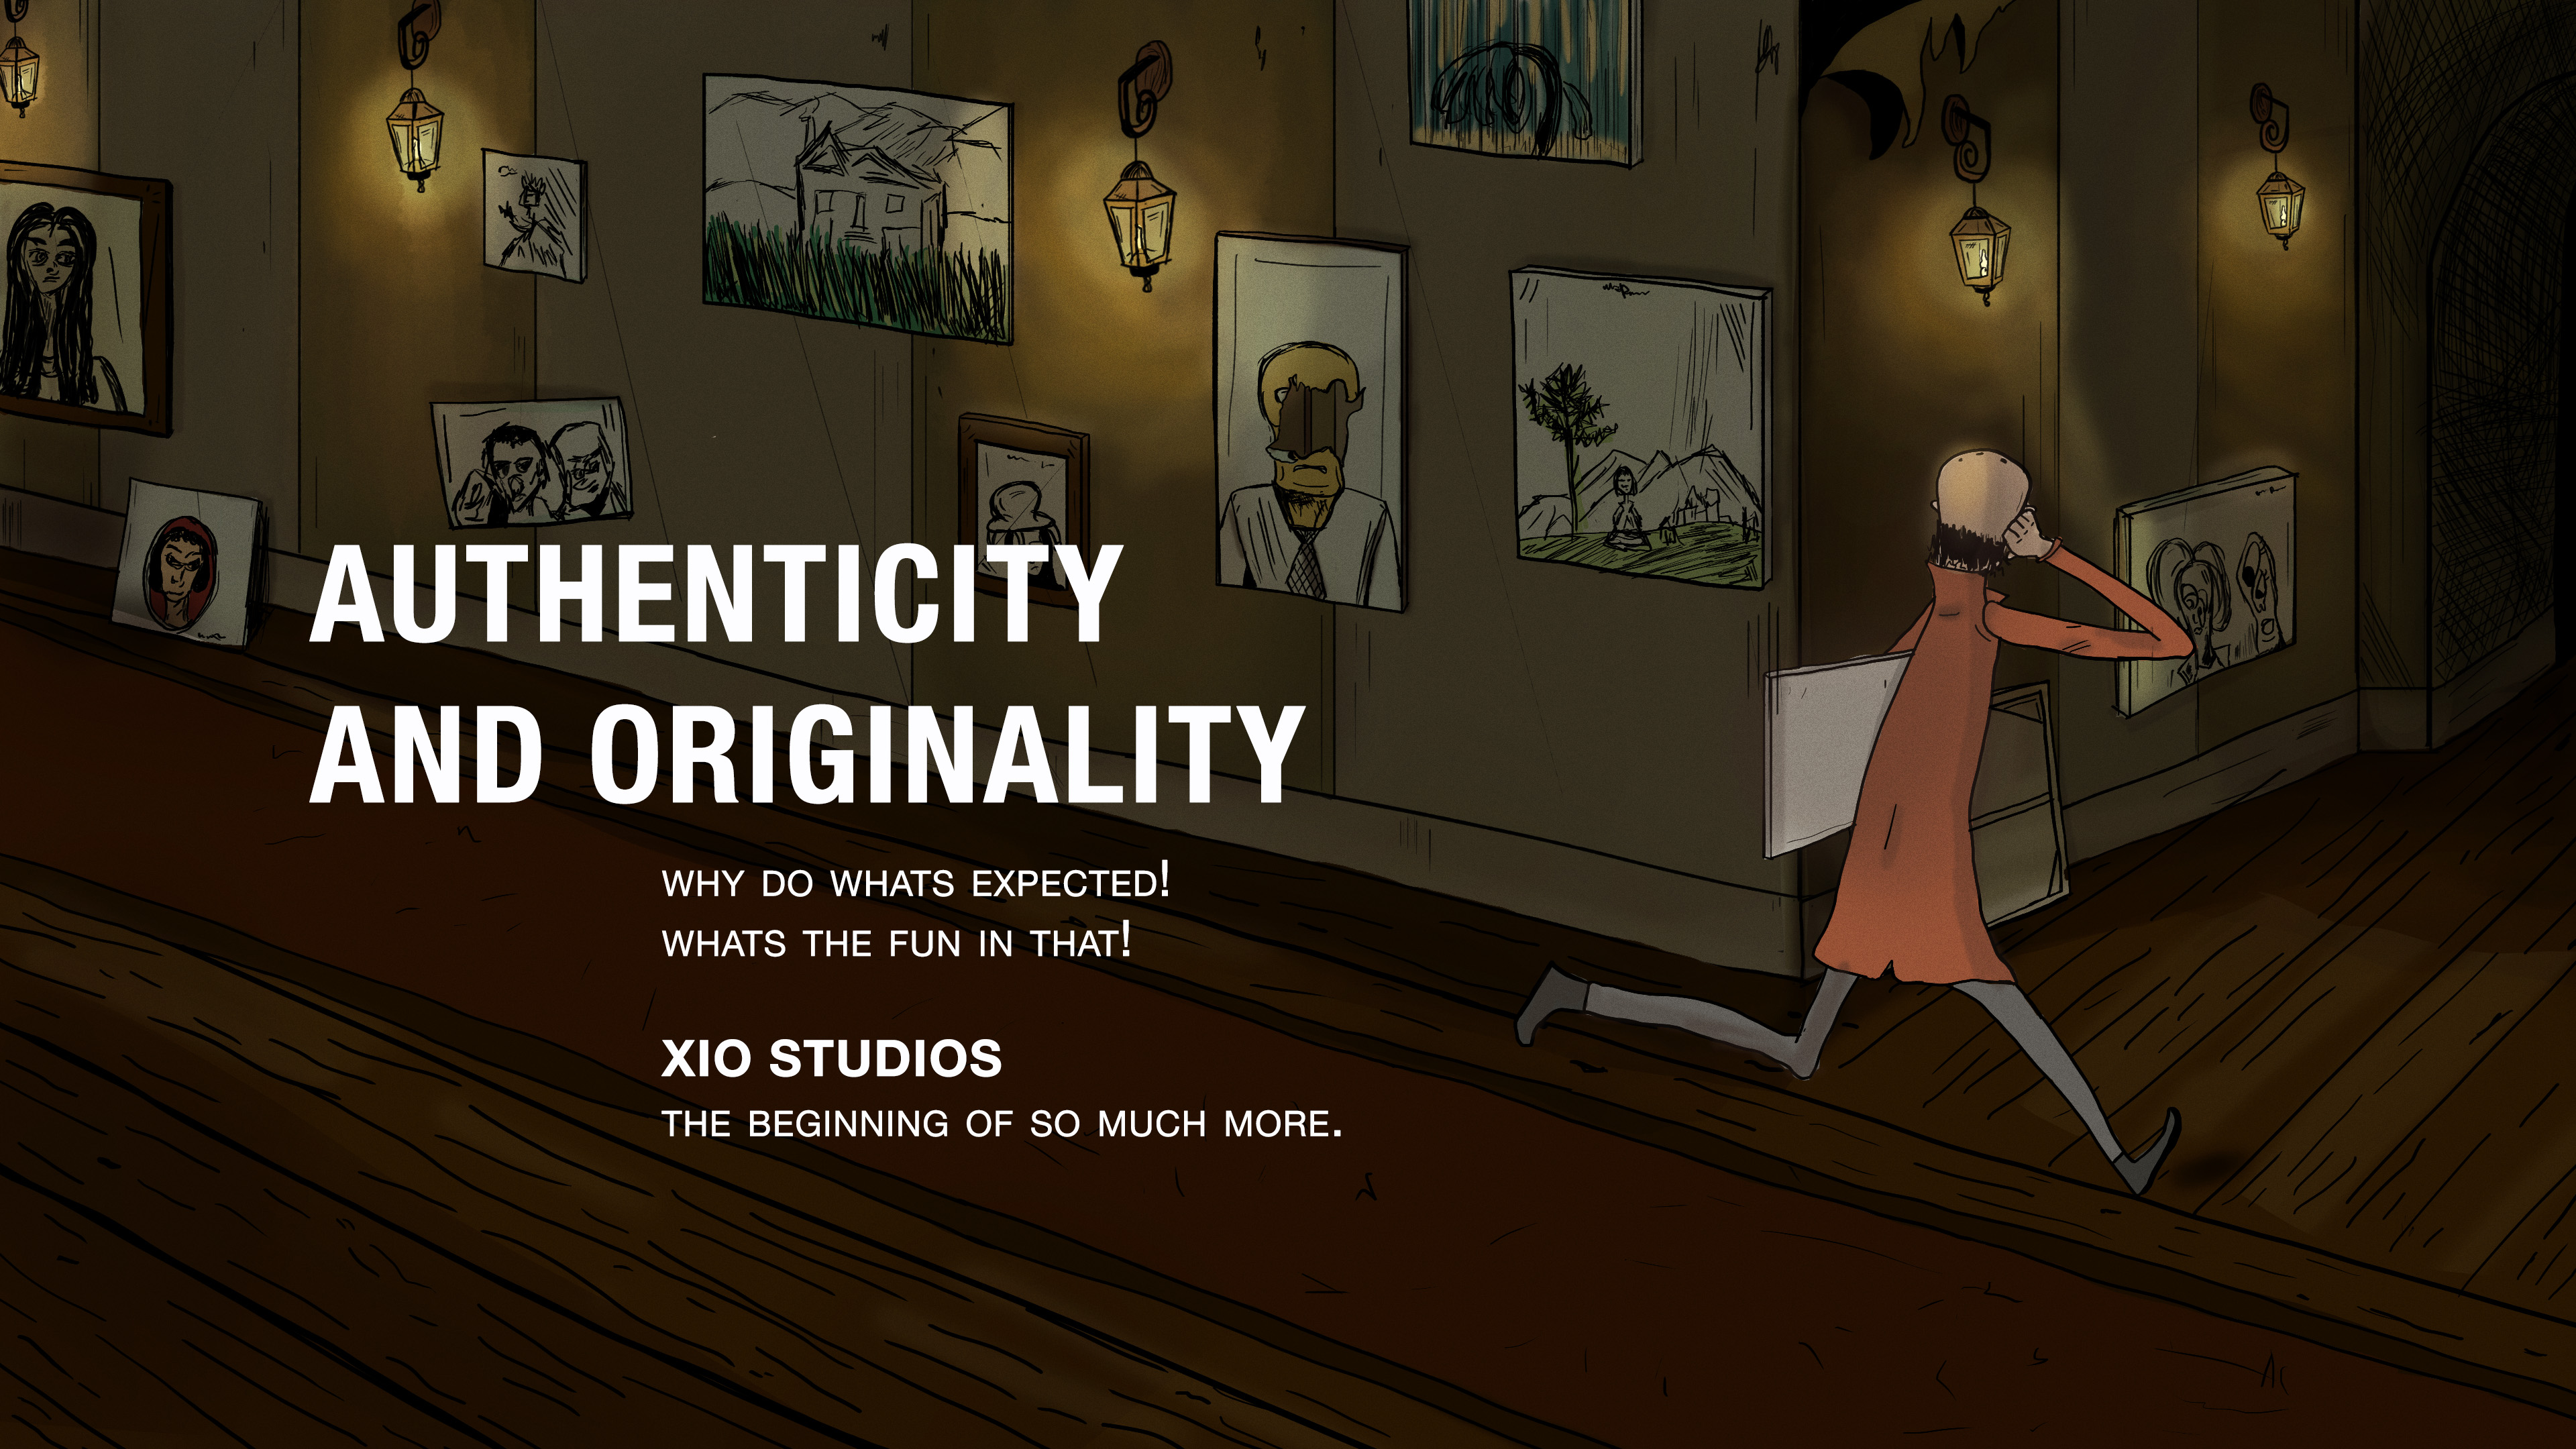 AUTHENTICITY
AND ORIGINALITY
WHY DO WHATS EXPECTED!
WHATS THE FUN IN THAT!
XIO STUDIOS
THE BEGINNING OF SO MUCH MORE.